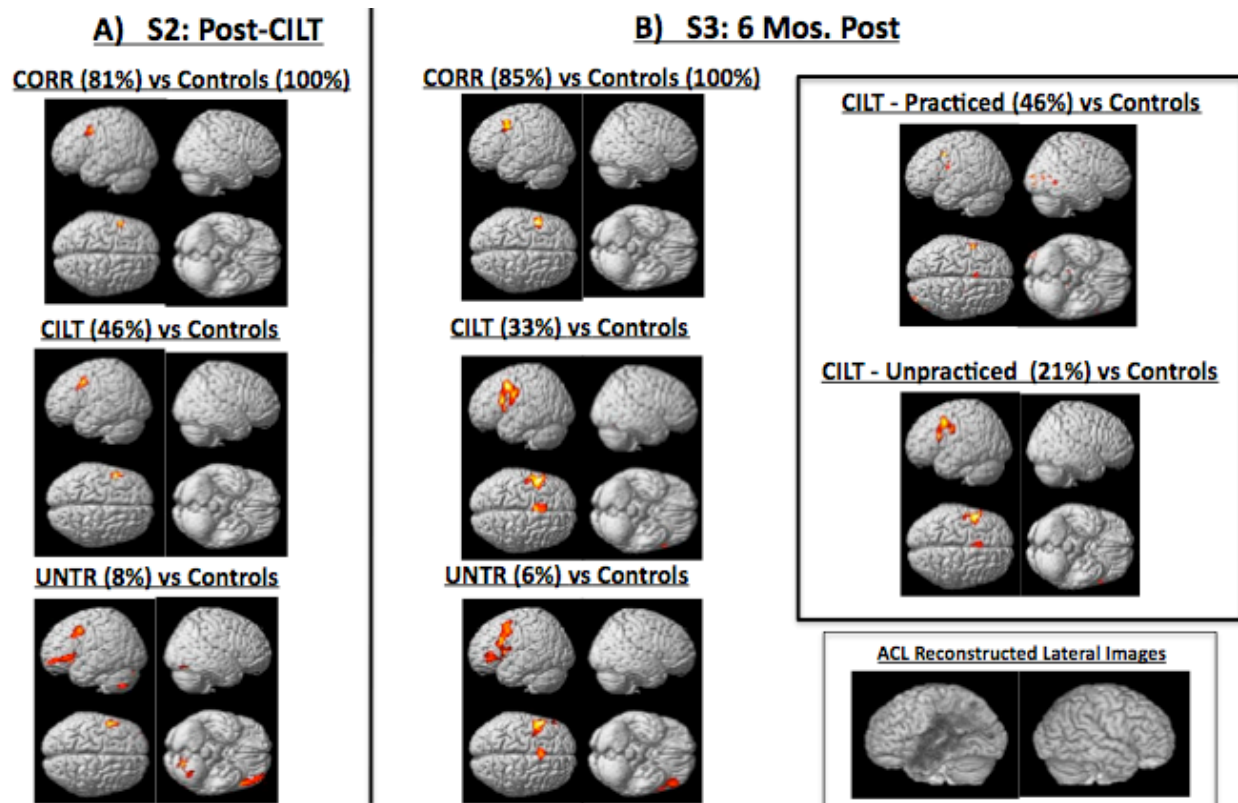 A) S2: Post-CILT
CORR (81%) vs Controls (100%)
CILT (46%) vs Controls
UNTR (8%) vs Controls
B) S3: 6 Mos. Post
CORR (85%) vs Controls (100%)
CILT (33%) vs Controls
UNTR (6%) vs Controls
CILT - Practiced (46%) vs Controls
CILT - Unpracticed (21%) vs Controls
ACL Reconstructed Lateral Images